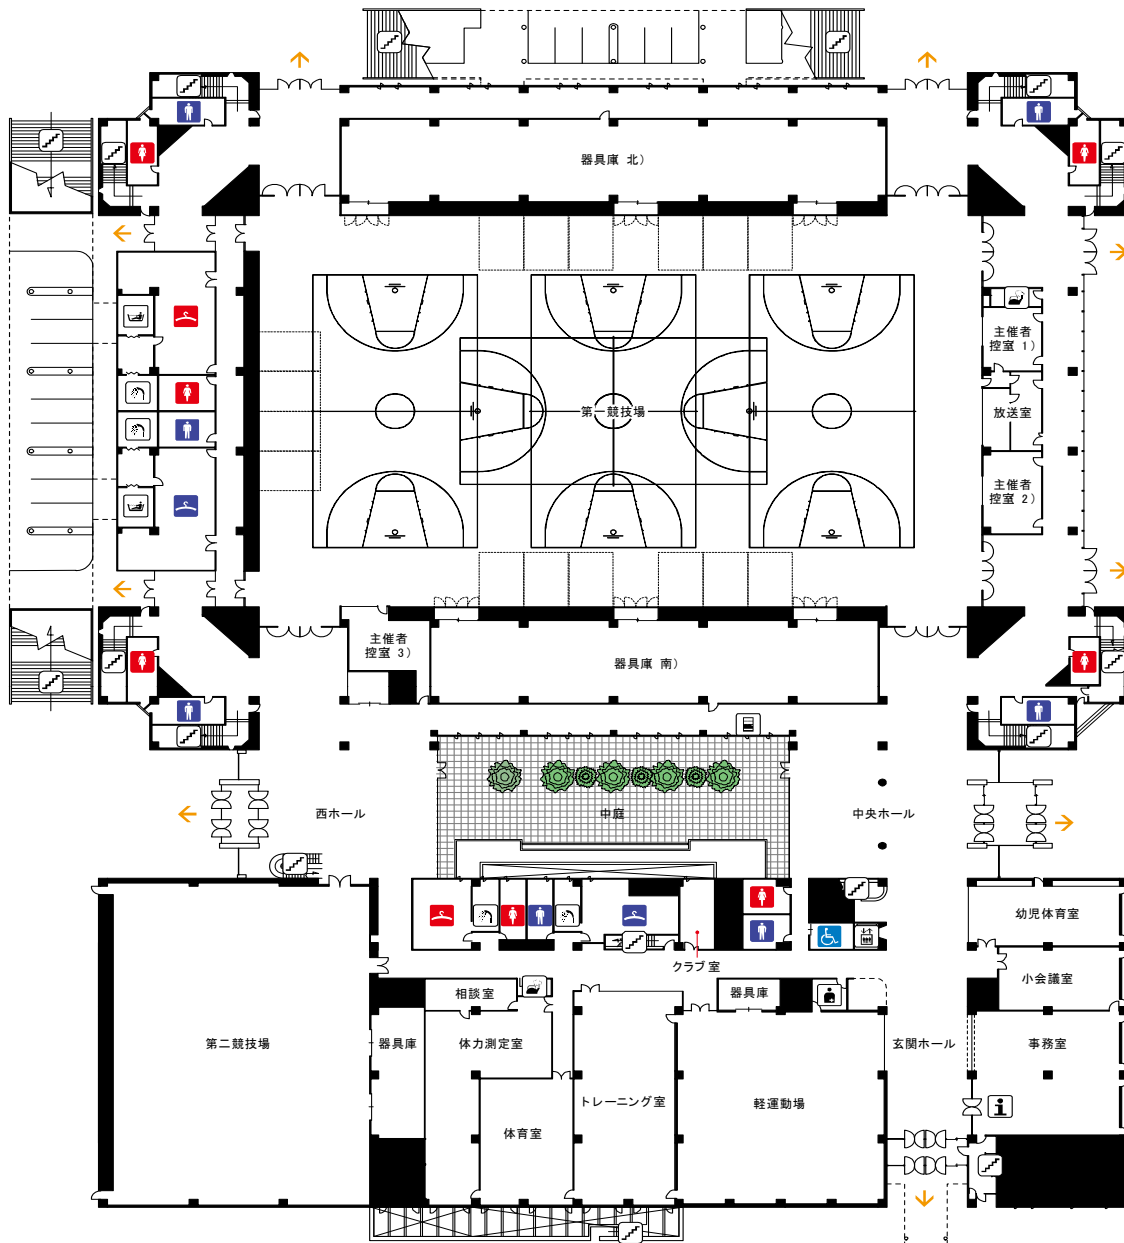 器具庫 北）
主催者
控室 1）
第一競技場
放送室
主催者
控室 2）
主催者
控室 3）
器具庫 南）
西ホール
中庭
中央ホール
幼児体育室
クラブ室
小会議室
相談室
器具庫
第二競技場
器具庫
体力測定室
玄関ホール
事務室
トレーニング室
軽運動場
体育室